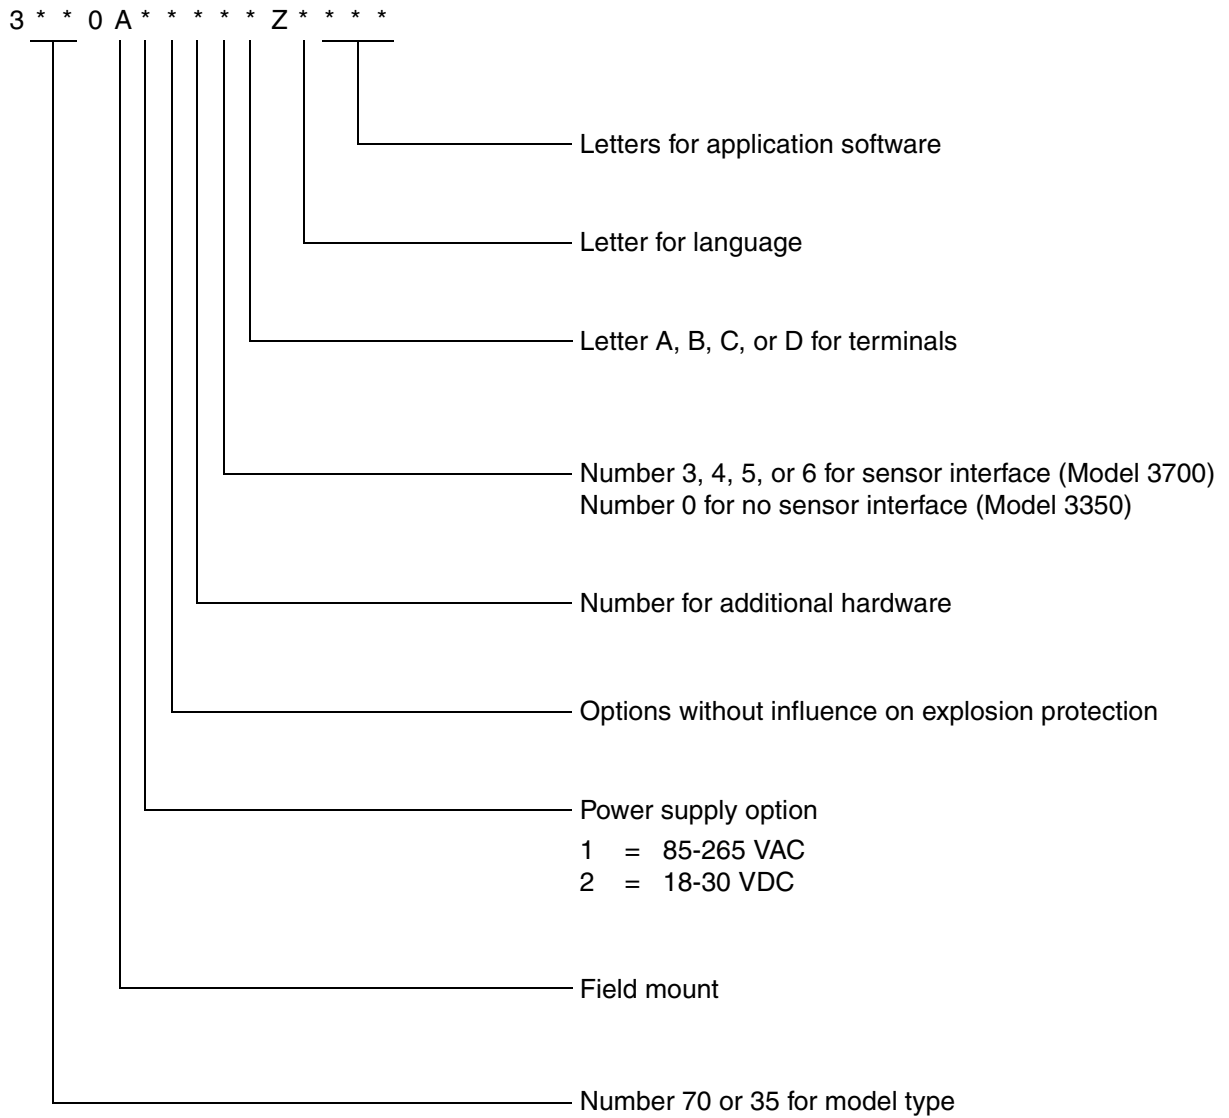 3 * * 0 A * * * * * Z * * * *
Letters for application software
Letter for language
Letter A, B, C, or D for terminals
Number 3, 4, 5, or 6 for sensor interface (Model 3700)
Number 0 for no sensor interface (Model 3350)
Number for additional hardware
Options without influence on explosion protection
Power supply option
1 = 85-265 VAC
2 = 18-30 VDC
Field mount
Number 70 or 35 for model type